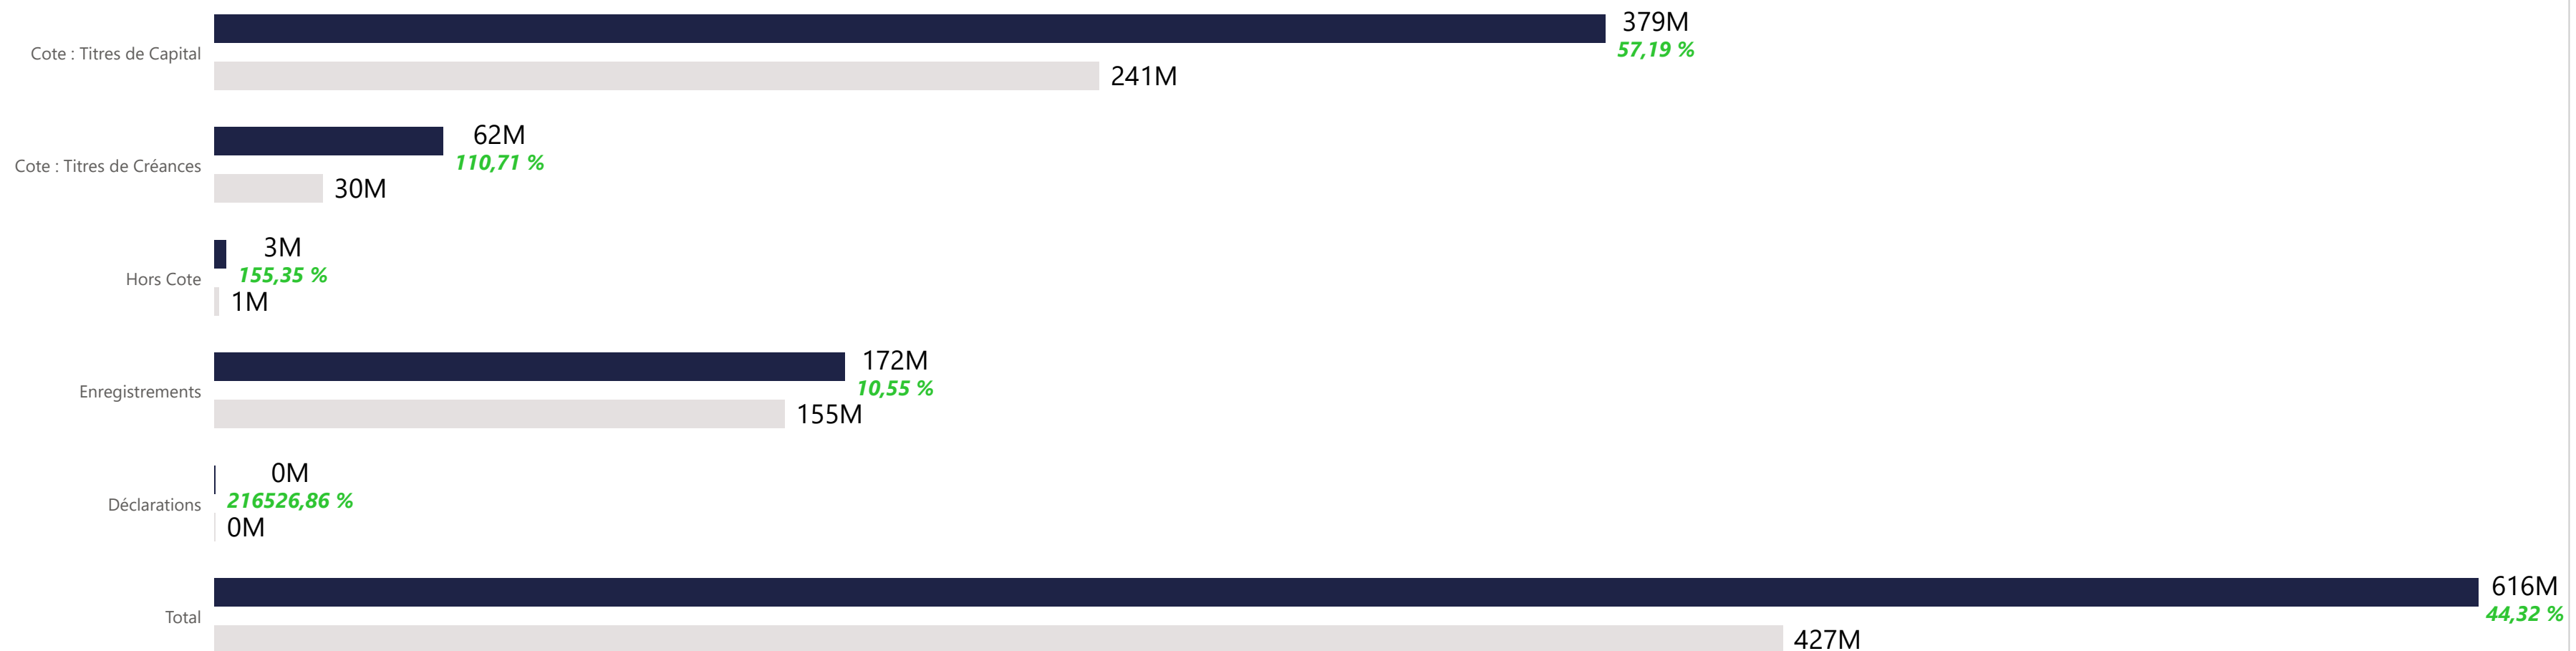 379M
57,19 %
Cote : Titres de Capital
241M
62M
110,71 %
Cote : Titres de Créances
30M
3M
155,35 %
Hors Cote
1M
172M
10,55 %
Enregistrements
155M
0M
216526,86 %
Déclarations
0M
616M
44,32 %
Total
427M